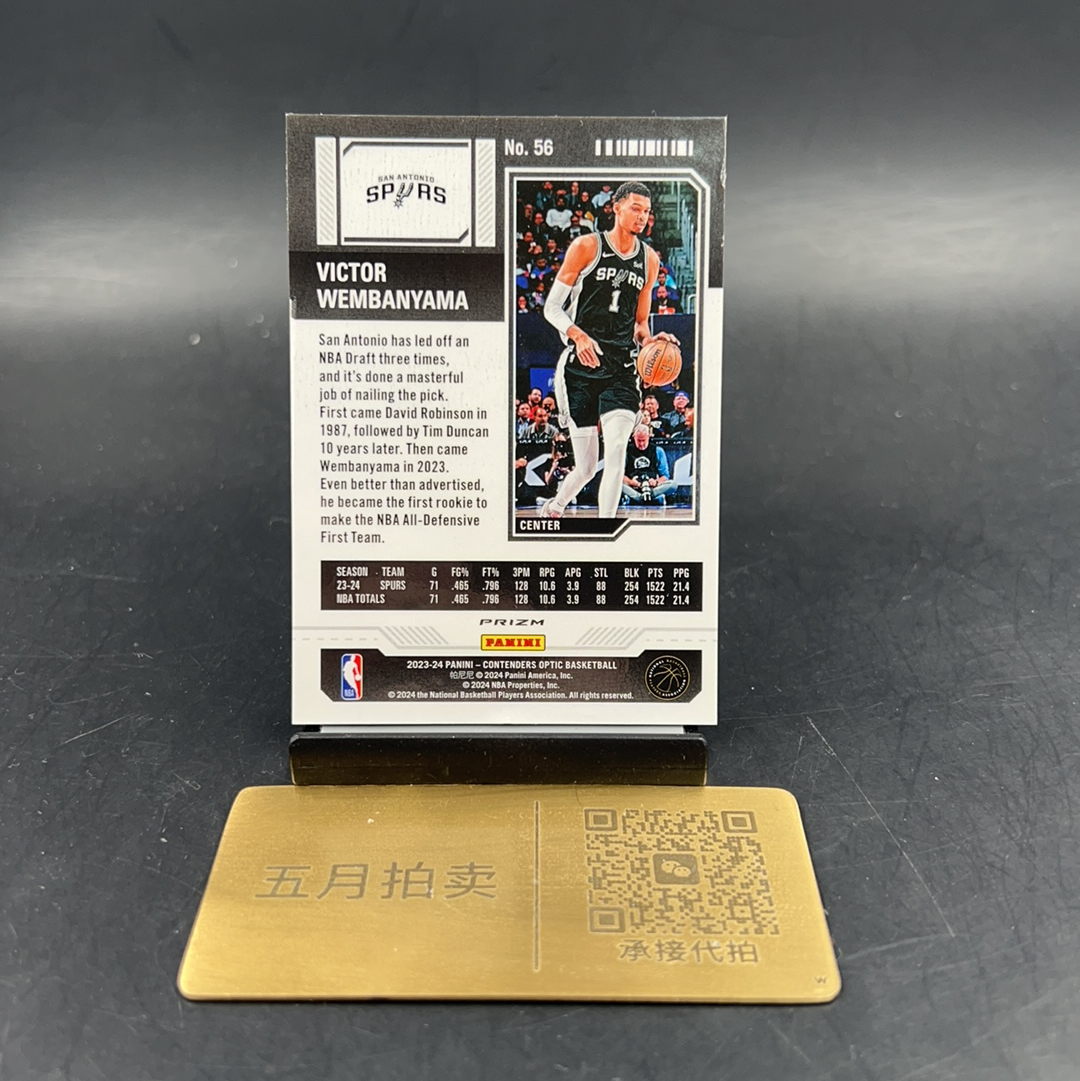 No. 56
SAN ANTONIO
SPURS
VICTOR
WEMBANYAMA
San Antonio has led off an
NBA Draft three times,
and it's done a masterful
job of nailing the pick.
First came David Robinson in
1987, followed by Tim Duncan
10 years later. Then came
Wembanyama in 2023.
Even better than advertised,
he became the first rookie to
make the NBA All-Defensive
First Team.
SPURS
1
Wilson
CENTER
SEASON TEAM G FG% FT% 3PM RPG APG STL BLK PTS PPG
23-24 SPURS 71 .465 .796 128 10.6 3.9 88 254 1522 21.4
NBA TOTALS 71 .465 .796 128 10.6 3.9 88 254 1522 21.4
PRIZM
PANINI
2023-24 PANINI – CONTENDERS OPTIC BASKETBALL
帕尼尼 © 2024 Panini America, Inc.
© 2024 NBA Properties, Inc.
© 2024 the National Basketball Players Association. All rights reserved.
NBA
NATIONAL BASKETBALL PLAYERS ASSOCIATION
五月拍卖
承接代拍
W